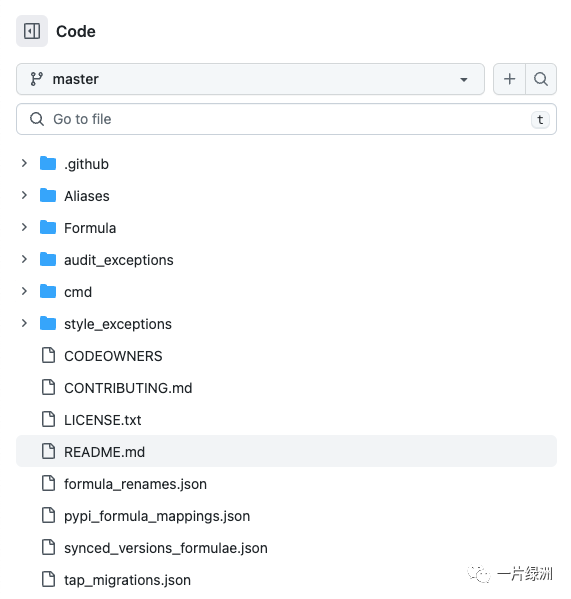 Code
master
Go to file
t
.github
Aliases
Formula
audit_exceptions
cmd
style_exceptions
CODEOWNERS
CONTRIBUTING.md
LICENSE.txt
README.md
formula_renames.json
pypi_formula_mappings.json
synced_versions_formulae.json
tap_migrations.json
一片绿洲